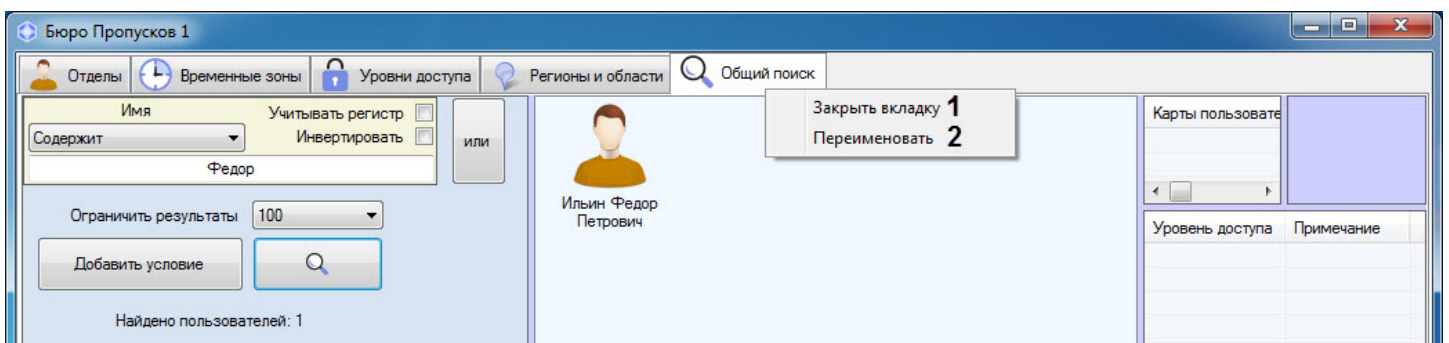 Бюро Пропусков 1
Отделы Временные зоны Уровни доступа Регионы и области Общий поиск
Имя
Учитывать регистр
Содержит
Инвертировать
или
Федор
Ограничить результаты 100
Добавить условие
Найдено пользователей: 1
Ильин Федор
Петрович
Закрыть вкладку 1
Переименовать 2
Карты пользовате
Уровень доступа Примечание